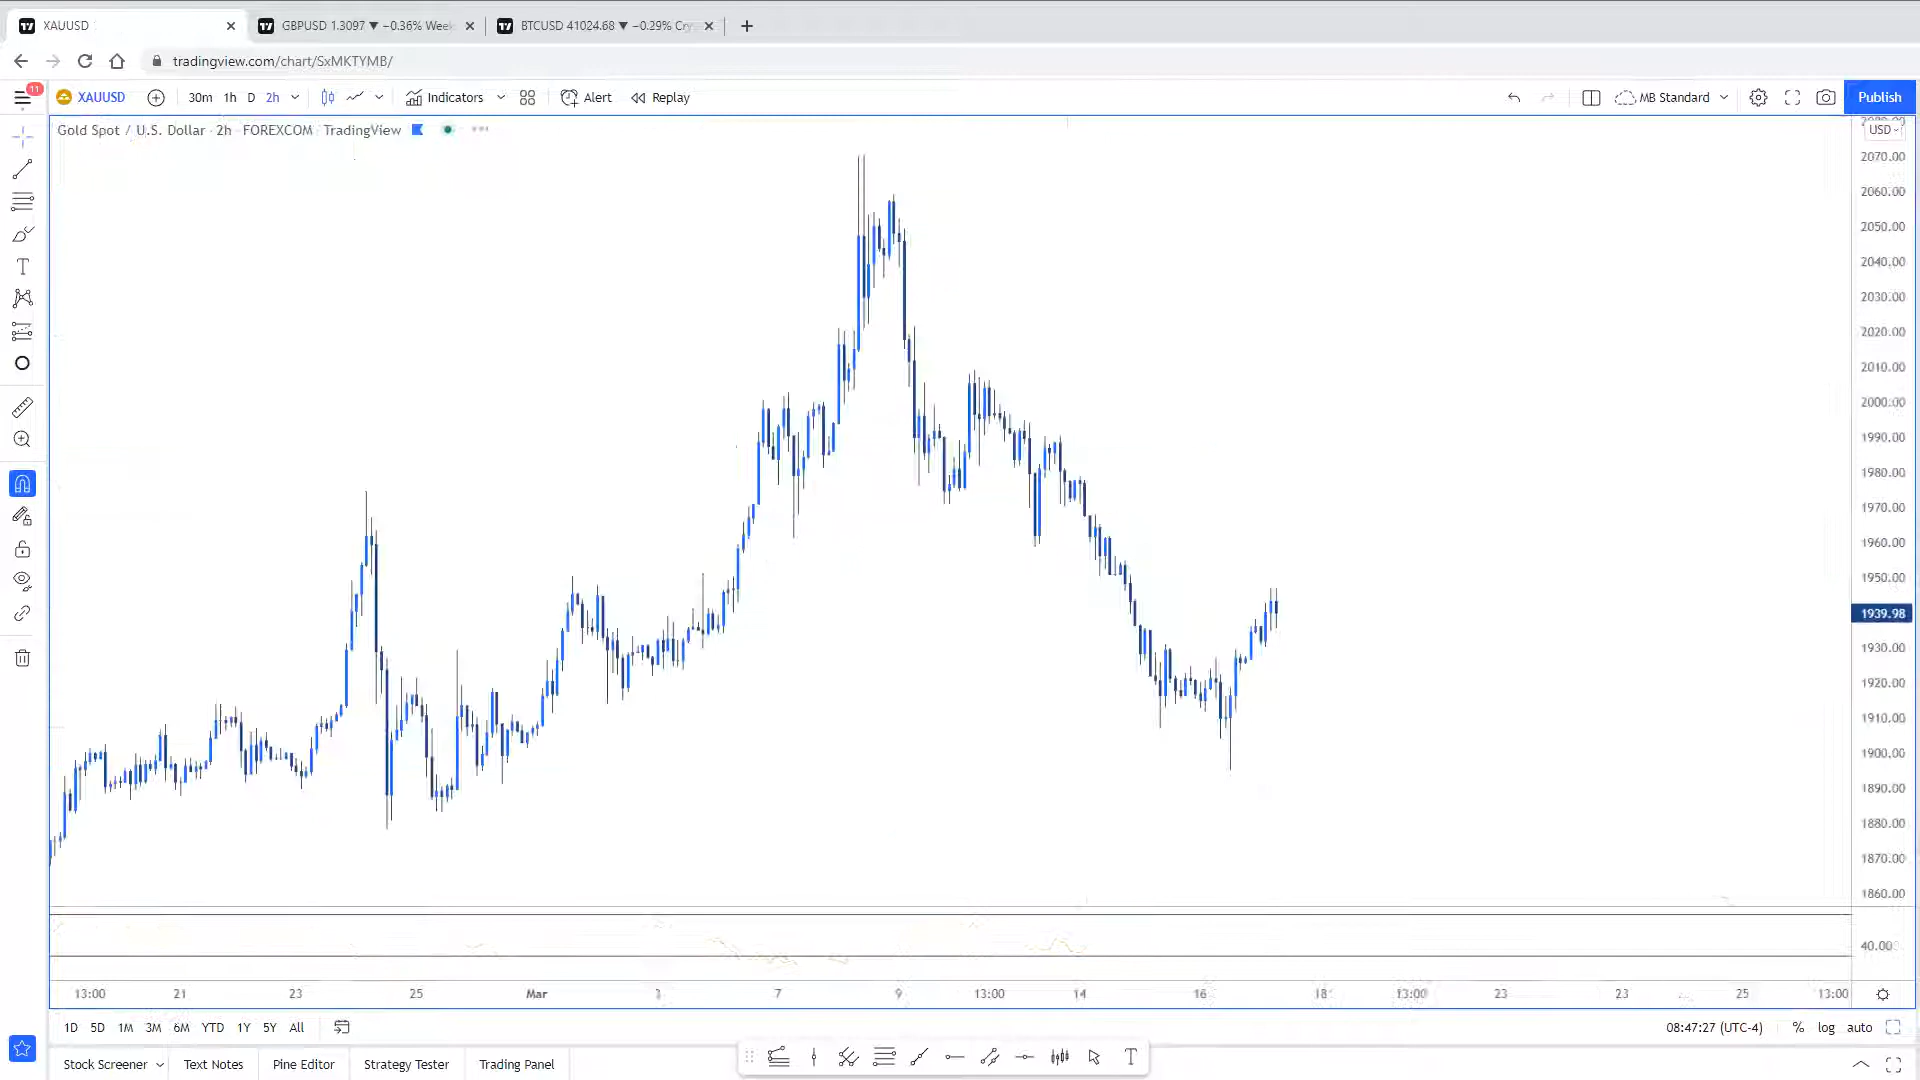 XAUUSD
GBPUSD 1.3097 ▼ −0.36% Week
BTCUSD 41024.68 ▼ −0.29%
tradingview.com/chart/SxMKTYMB/
11
XAUUSD 30m 1h D 2h Indicators Alert Replay MB Standard Publish
Gold Spot / U.S. Dollar · 2h · FOREXCOM · TradingView
USD
2070.00
2060.00
2050.00
2040.00
2030.00
2020.00
2010.00
2000.00
1990.00
1980.00
1970.00
1960.00
1950.00
1939.98
1930.00
1920.00
1910.00
1900.00
1890.00
1880.00
1870.00
1860.00
40.00
13:00 21 23 25 Mar 3 7 9 13:00 14 16 18 13:00 23 23 25 13:00
1D 5D 1M 3M 6M YTD 1Y 5Y All 08:47:27 (UTC-4) % log auto
Stock Screener Text Notes Pine Editor Strategy Tester Trading Panel